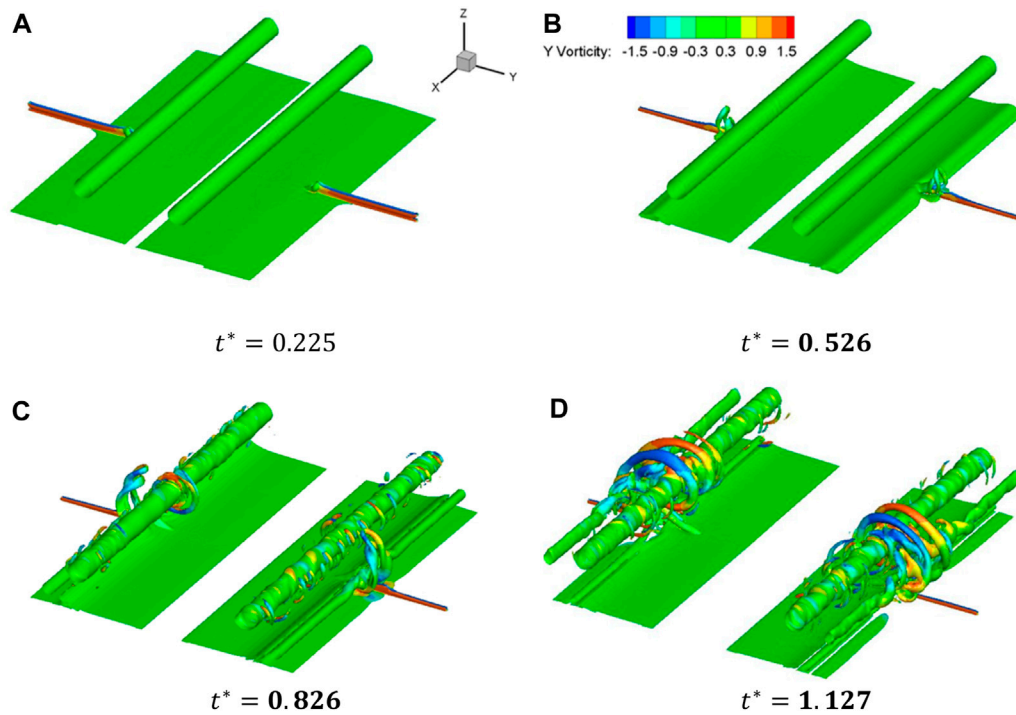 A
Z
X
Y
B
Y Vorticity: -1.5 -0.9 -0.3 0.3 0.9 1.5
t* = 0.225
t* = 0.526
C
D
t* = 0.826
t* = 1.127